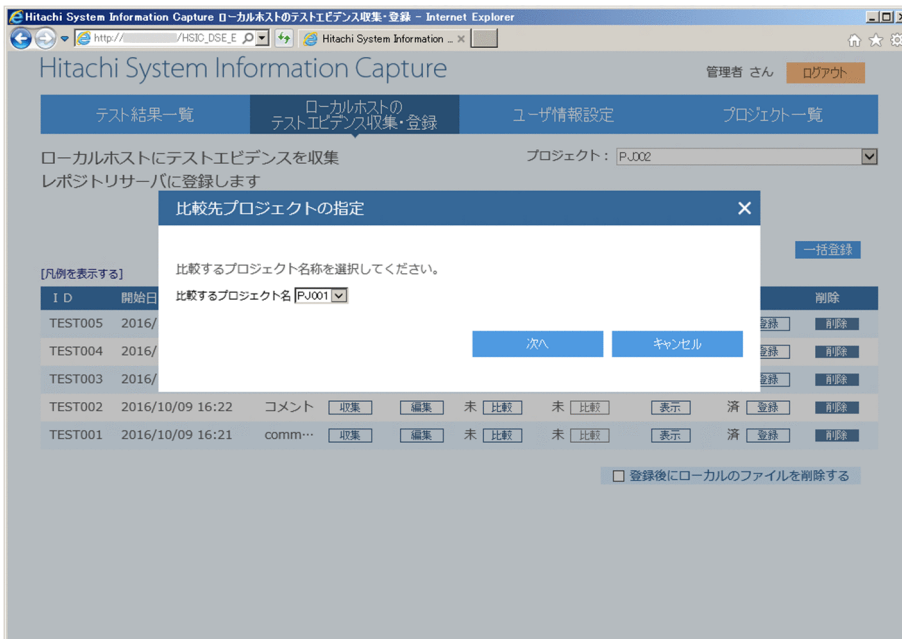 Hitachi System Information Capture ローカルホストのテストエビデンス収集・登録 - Internet Explorer
http:// /HSIC_DSE_E
Hitachi System Information ...
Hitachi System Information Capture
管理者 さん
ログアウト
テスト結果一覧
ローカルホストの
テストエビデンス収集・登録
ユーザ情報設定
プロジェクト一覧
ローカルホストにテストエビデンスを収集
レポジトリサーバに登録します
プロジェクト： PJ002
比較先プロジェクトの指定
比較するプロジェクト名称を選択してください。
比較するプロジェクト名 PJ001
次へ
キャンセル
一括登録
[凡例を表示する]
ＩＤ 開始日 削除
TEST005 2016/ 登録 削除
TEST004 2016/ 登録 削除
TEST003 2016/ 登録 削除
TEST002 2016/10/09 16:22 コメント 収集 編集 未 比較 未 比較 表示 済 登録 削除
TEST001 2016/10/09 16:21 comm… 収集 編集 未 比較 未 比較 表示 済 登録 削除
登録後にローカルのファイルを削除する